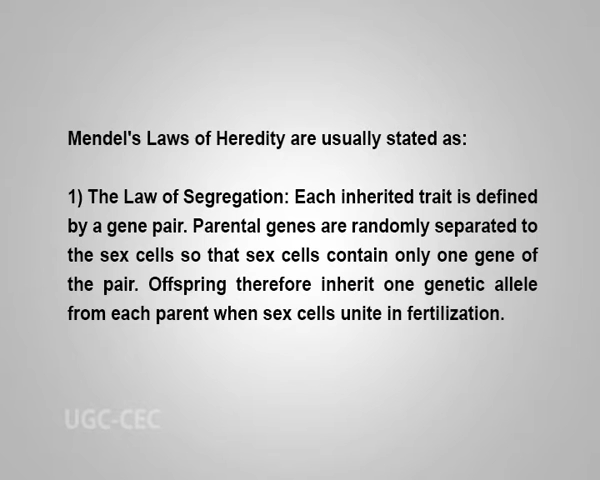 Mendel's Laws of Heredity are usually stated as:
1) The Law of Segregation: Each inherited trait is defined
by a gene pair. Parental genes are randomly separated to
the sex cells so that sex cells contain only one gene of
the pair. Offspring therefore inherit one genetic allele
from each parent when sex cells unite in fertilization.
UGC-CEC